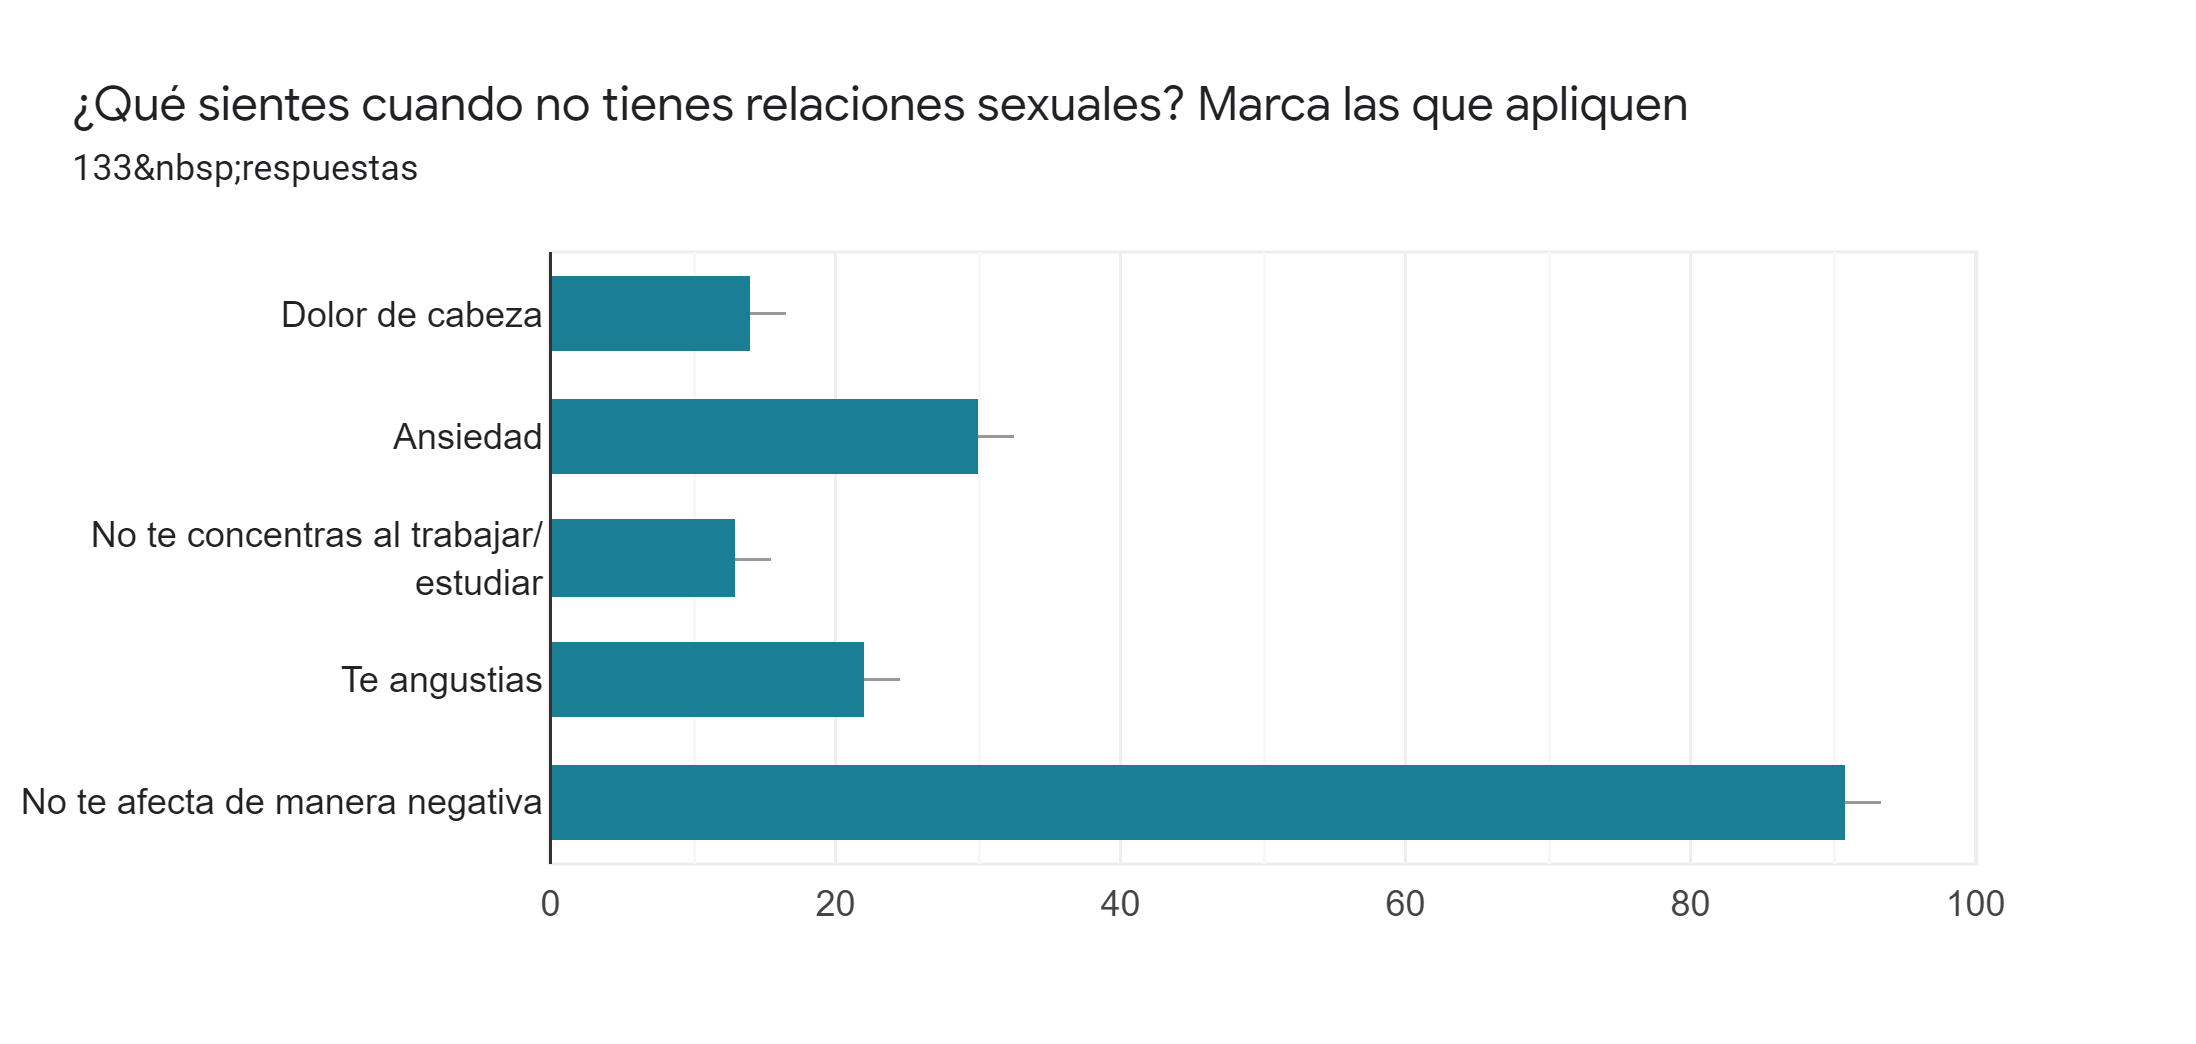 ¿Qué sientes cuando no tienes relaciones sexuales? Marca las que apliquen
133&nbsp;respuestas
Dolor de cabeza
Ansiedad
No te concentras al trabajar/
estudiar
Te angustias
No te afecta de manera negativa
0 20 40 60 80 100